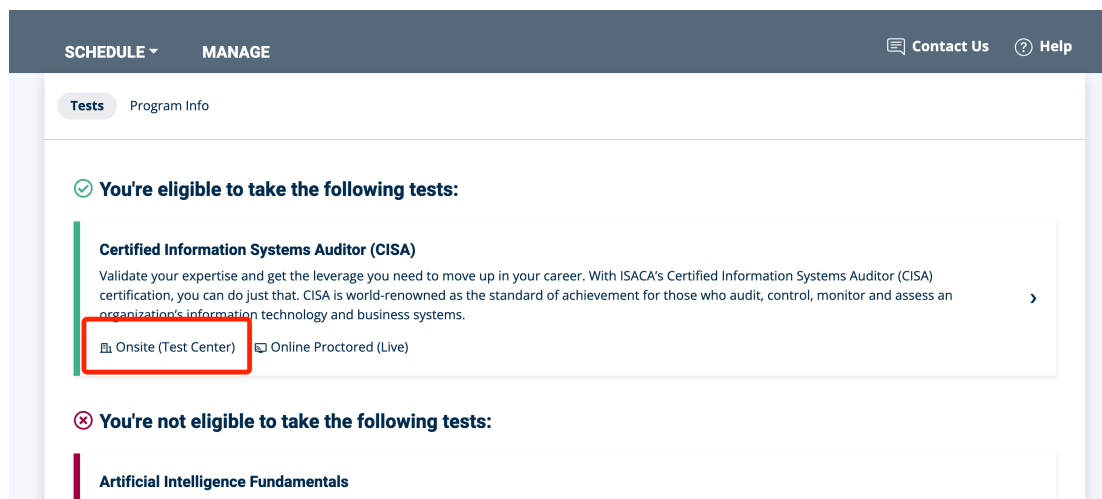 SCHEDULE MANAGE Contact Us Help
Tests Program Info
You're eligible to take the following tests:
Certified Information Systems Auditor (CISA)
Validate your expertise and get the leverage you need to move up in your career. With ISACA's Certified Information Systems Auditor (CISA)
certification, you can do just that. CISA is world-renowned as the standard of achievement for those who audit, control, monitor and assess an
organization's information technology and business systems.
Onsite (Test Center) Online Proctored (Live)
You're not eligible to take the following tests:
Artificial Intelligence Fundamentals